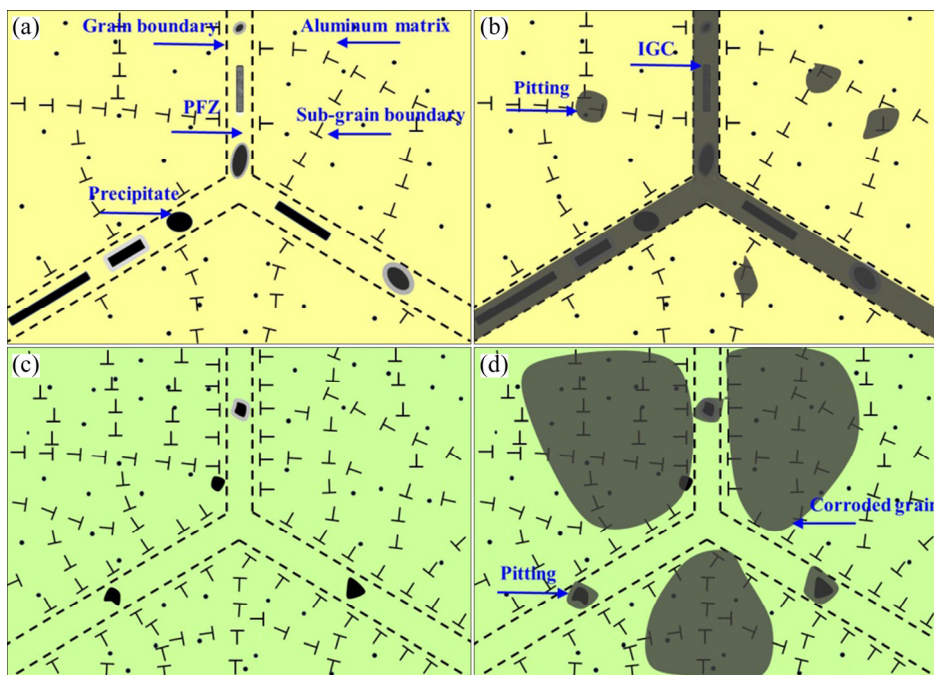 (a)
Grain boundary
Aluminum matrix
PFZ
Sub-grain boundary
Precipitate
(b)
IGC
Pitting
(c)
(d)
Corroded grain
Pitting